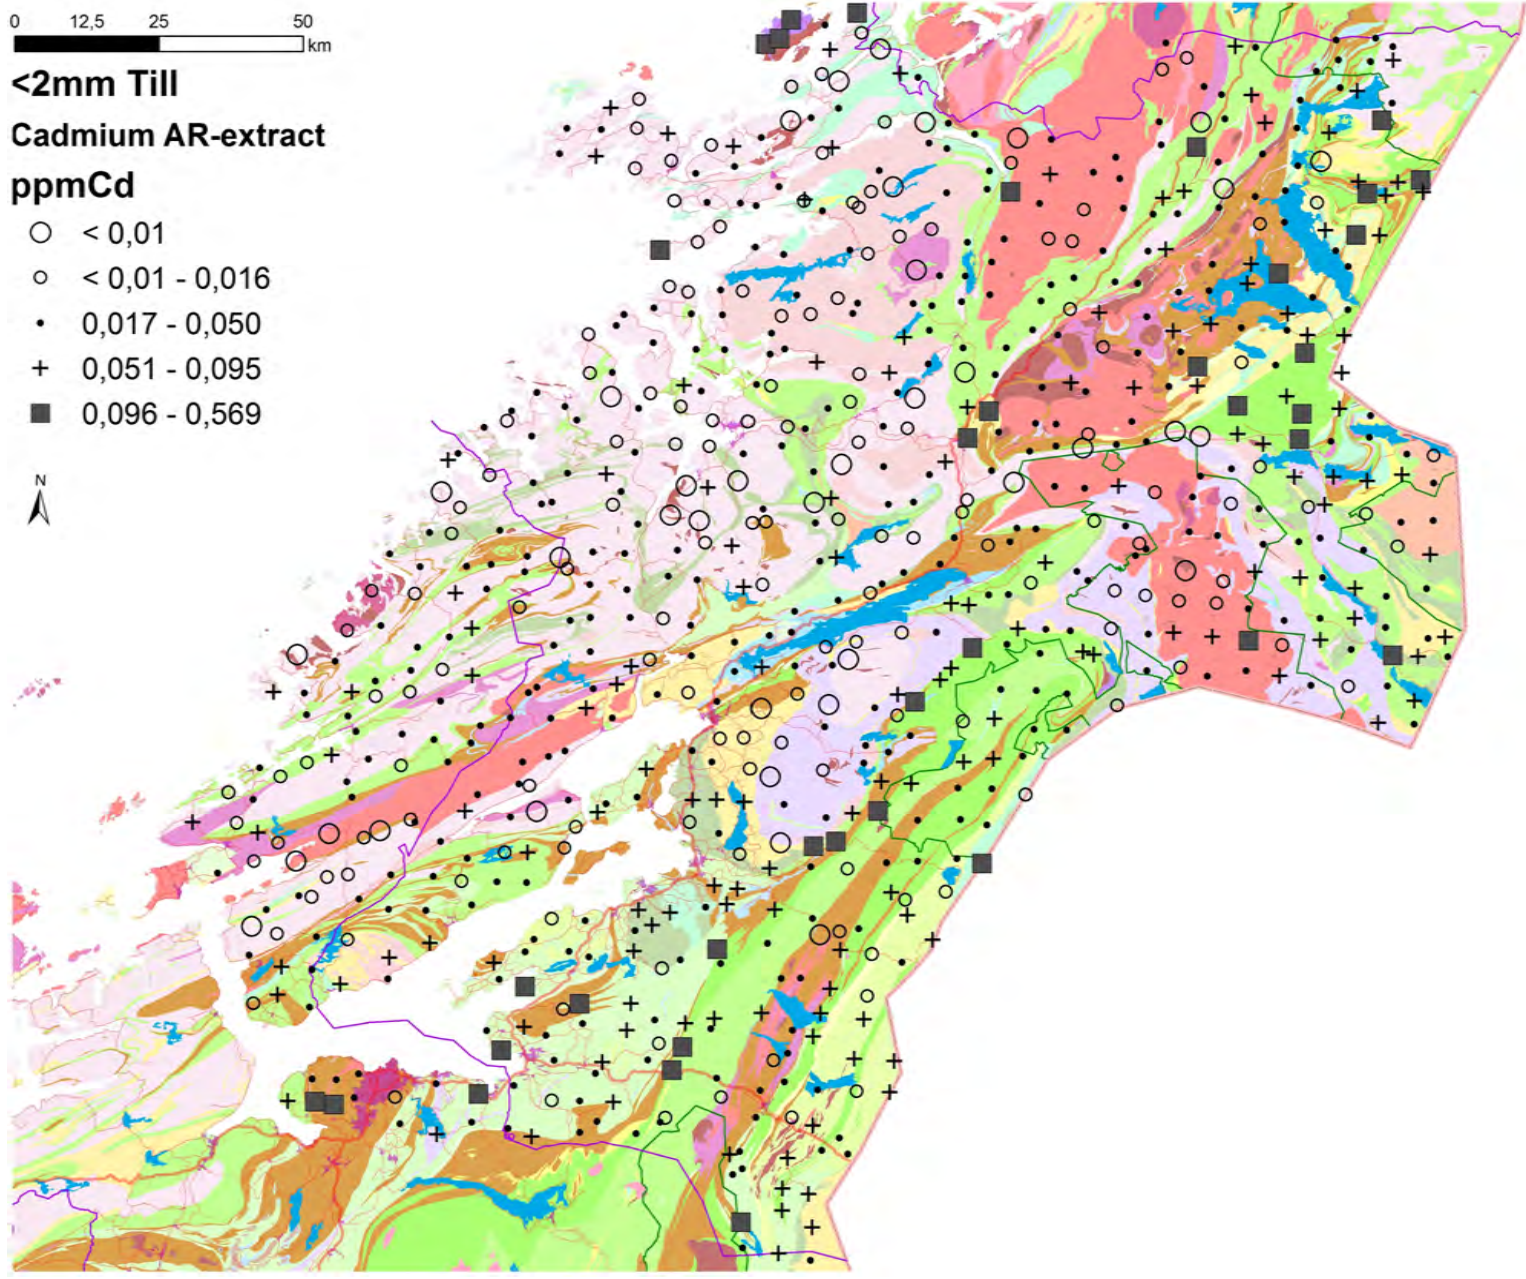 0 12,5 25 50
km
<2mm Till
Cadmium AR-extract
ppmCd
< 0,01
< 0,01 - 0,016
0,017 - 0,050
0,051 - 0,095
0,096 - 0,569
N